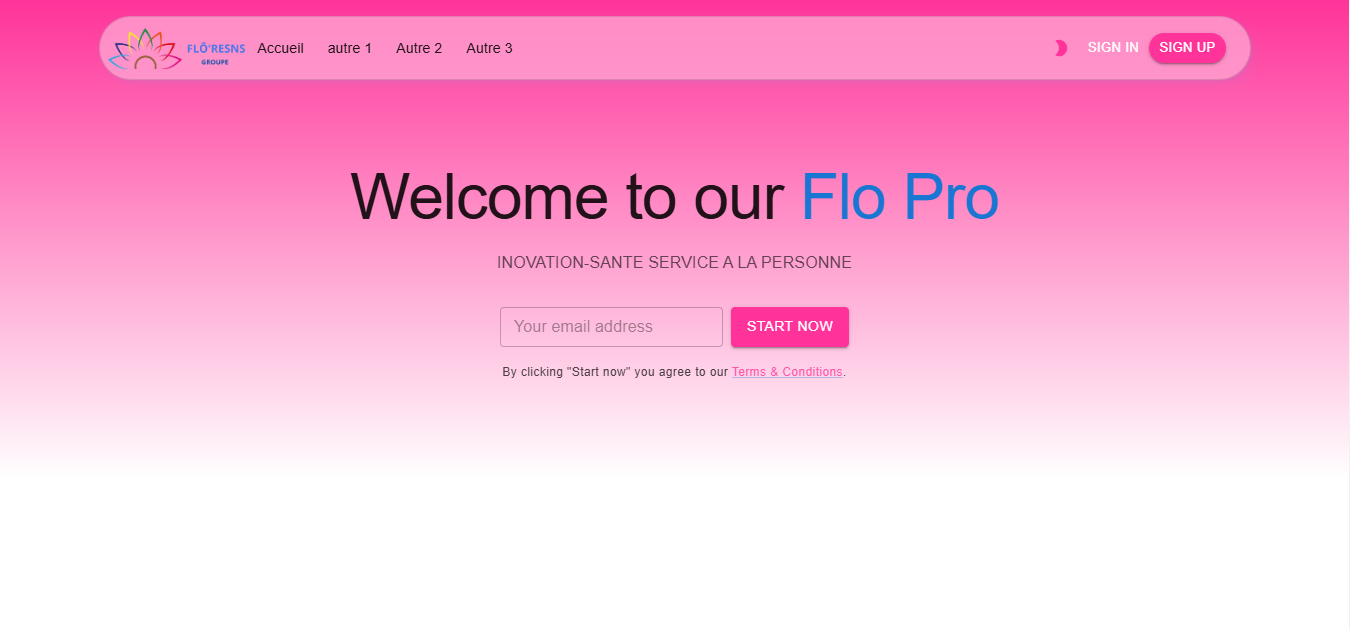 FLÕ'RESNS
GROUPE
Accueil autre 1 Autre 2 Autre 3 SIGN IN SIGN UP
Welcome to our Flo Pro
INOVATION-SANTE SERVICE A LA PERSONNE
Your email address START NOW
By clicking "Start now" you agree to our Terms & Conditions.